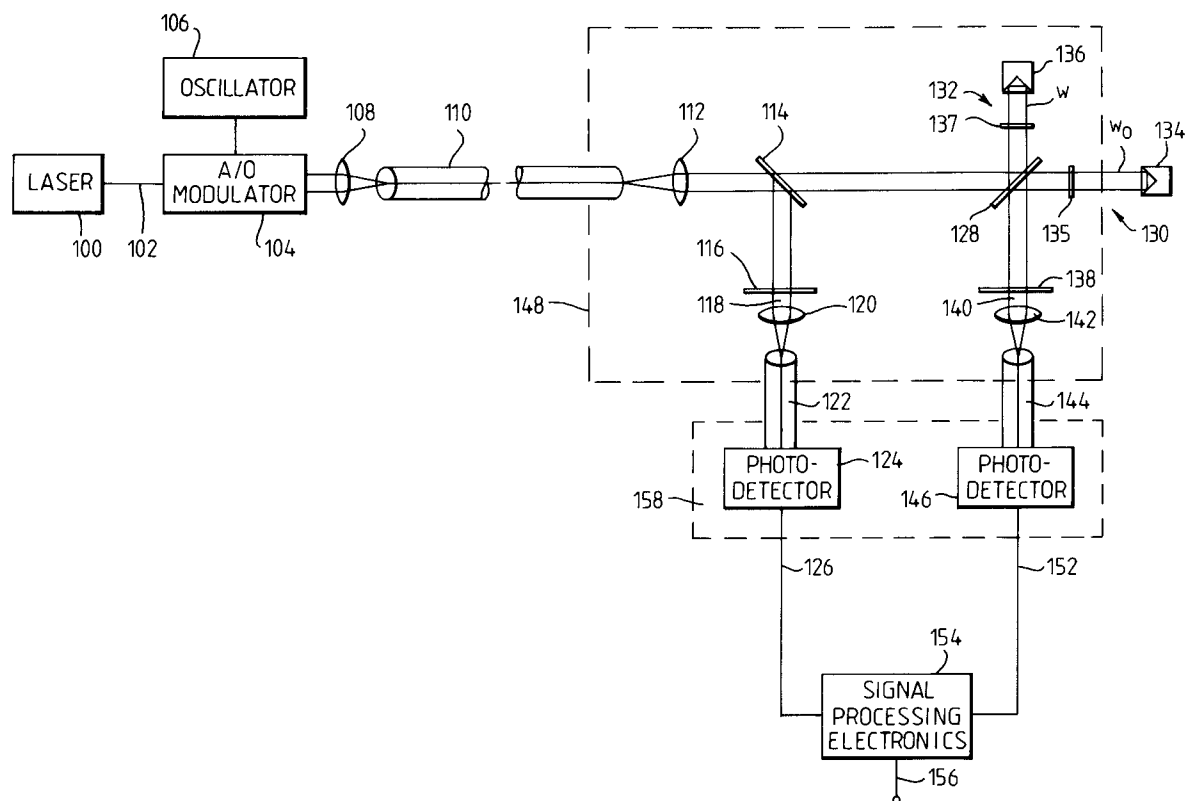 106
OSCILLATOR
LASER
100
102
A/O
MODULATOR
104
108
110
112
114
136
132
W
137
W0
134
128
135
130
116
118
120
148
138
140
142
122
144
PHOTO-
DETECTOR
124
158
PHOTO-
DETECTOR
146
126
152
154
SIGNAL
PROCESSING
ELECTRONICS
156